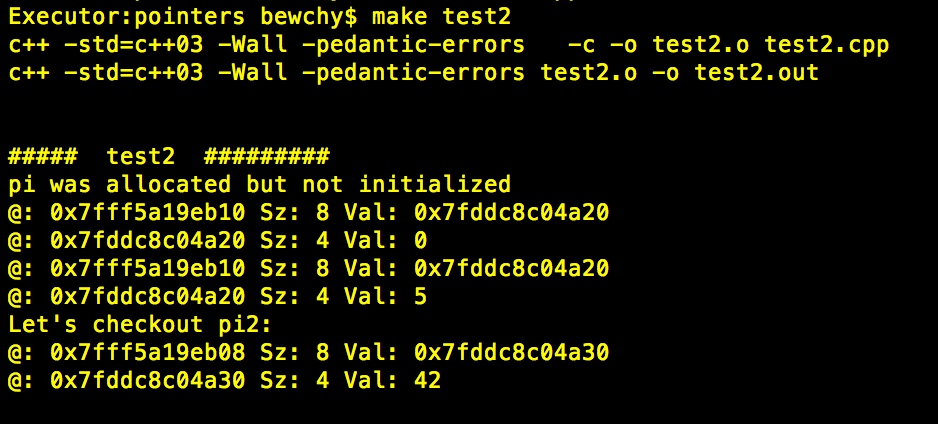 Executor:pointers bewchy$ make test2
c++ -std=c++03 -Wall -pedantic-errors   -c -o test2.o test2.cpp
c++ -std=c++03 -Wall -pedantic-errors test2.o -o test2.out
#####  test2  #########
pi was allocated but not initialized
@: 0x7fff5a19eb10 Sz: 8 Val: 0x7fddc8c04a20
@: 0x7fddc8c04a20 Sz: 4 Val: 0
@: 0x7fff5a19eb10 Sz: 8 Val: 0x7fddc8c04a20
@: 0x7fddc8c04a20 Sz: 4 Val: 5
Let's checkout pi2:
@: 0x7fff5a19eb08 Sz: 8 Val: 0x7fddc8c04a30
@: 0x7fddc8c04a30 Sz: 4 Val: 42